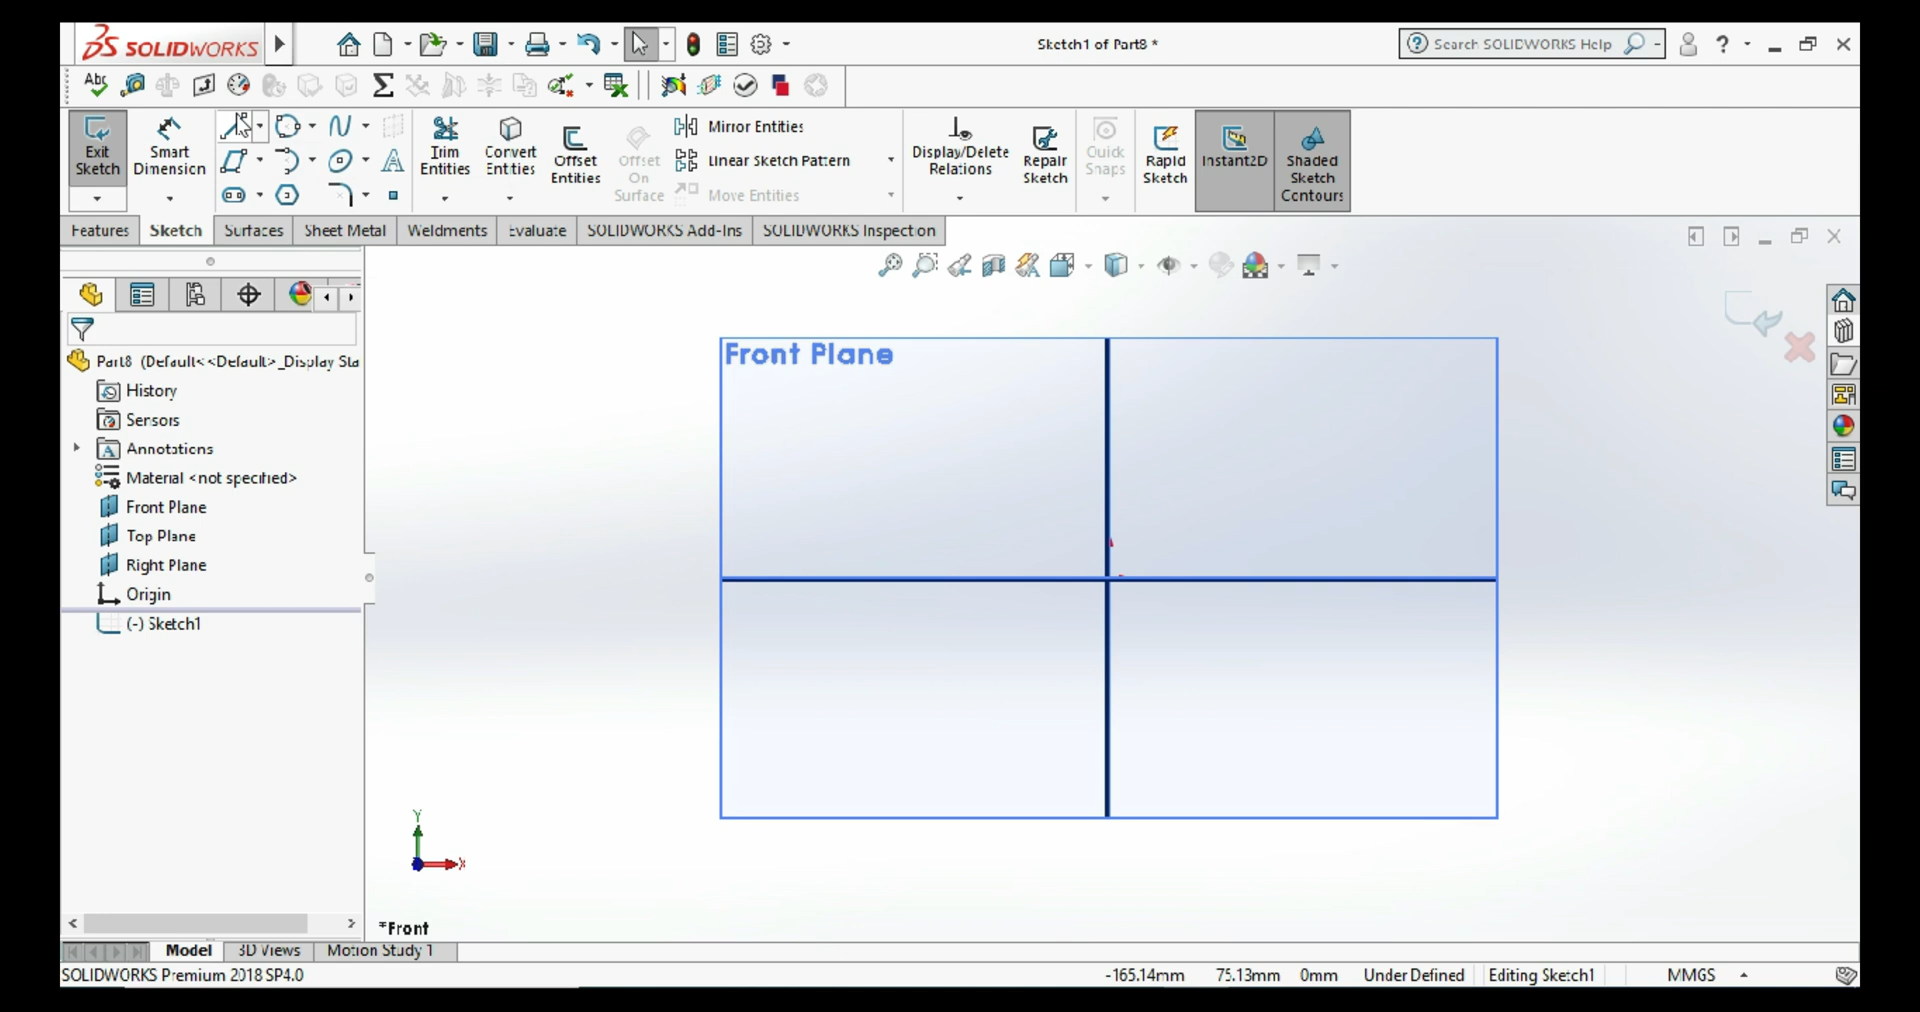 SOLIDWORKS
Sketch1 of Part8 *
Search SOLIDWORKS Help
?
Abc
Exit Sketch
Smart Dimension
Trim Entities
Convert Entities
Offset Entities
Offset On Surface
Mirror Entities
Linear Sketch Pattern
Move Entities
Display/Delete Relations
Repair Sketch
Quick Snaps
Rapid Sketch
Instant2D
Shaded Sketch Contours
Features
Sketch
Surfaces
Sheet Metal
Weldments
Evaluate
SOLIDWORKS Add-Ins
SOLIDWORKS Inspection
Part8 (Default<<Default>_Display Sta
History
Sensors
Annotations
Material <not specified>
Front Plane
Top Plane
Right Plane
Origin
(-) Sketch1
Front Plane
Y
X
*Front
Model
3D Views
Motion Study 1
SOLIDWORKS Premium 2018 SP4.0
-165.14mm
75.13mm
0mm
Under Defined
Editing Sketch1
MMGS